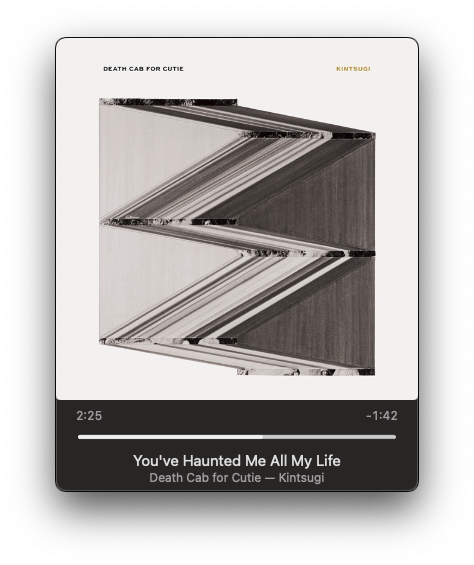 DEATH CAB FOR CUTIE KINTSUGI
2:25 -1:42
You've Haunted Me All My Life
Death Cab for Cutie — Kintsugi